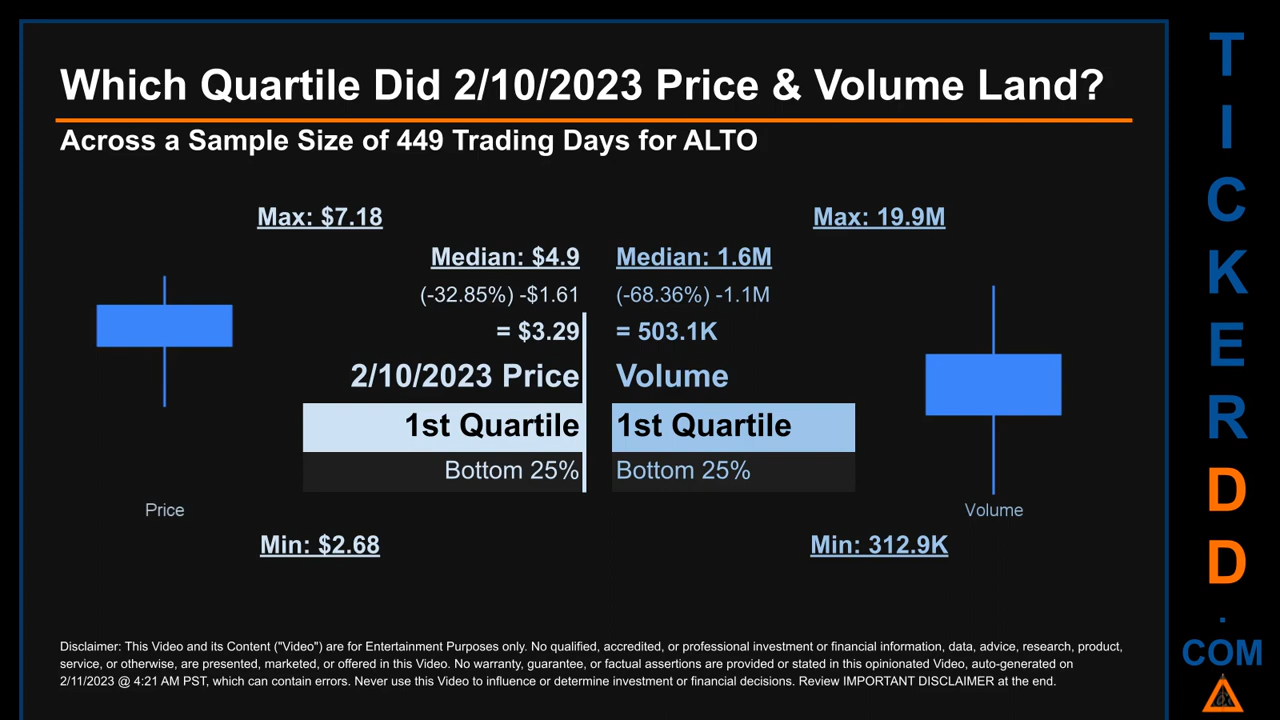 Which Quartile Did 2/10/2023 Price & Volume Land?
Across a Sample Size of 449 Trading Days for ALTO
Max: $7.18
Max: 19.9M
Median: $4.9
Median: 1.6M
(-32.85%) -$1.61
(-68.36%) -1.1M
= $3.29
= 503.1K
2/10/2023 Price
Volume
1st Quartile
1st Quartile
Bottom 25%
Bottom 25%
Price
Volume
Min: $2.68
Min: 312.9K
Disclaimer: This Video and its Content ("Video") are for Entertainment Purposes only. No qualified, accredited, or professional investment or financial information, data, advice, research, product,
service, or otherwise, are presented, marketed, or offered in this Video. No warranty, guarantee, or factual assertions are provided or stated in this opinionated Video, auto-generated on
2/11/2023 @ 4:21 AM PST, which can contain errors. Never use this Video to influence or determine investment or financial decisions. Review IMPORTANT DISCLAIMER at the end.
T
I
C
K
E
R
D
D
.
COM